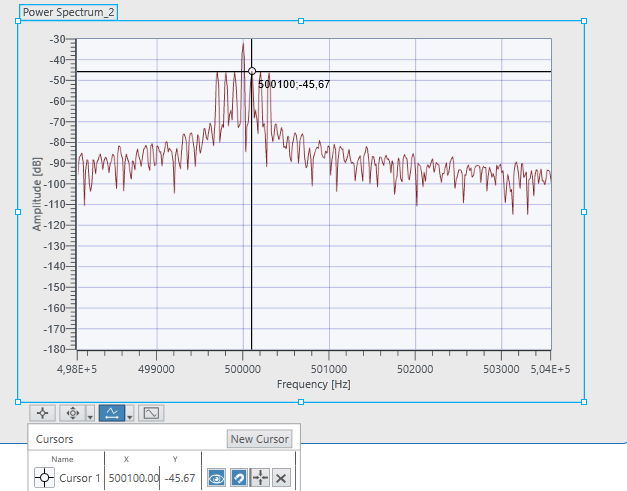 Power Spectrum_2
-30
-40
-50
-60
-70
-80
-90
-100
-110
-120
-130
-140
-150
-160
-170
-180
Amplitude [dB]
500100;-45,67
4,98E+5 499000 500000 501000 502000 503000 5,04E+5
Frequency [Hz]
Cursors New Cursor
Name X Y
Cursor 1 500100.00 -45.67